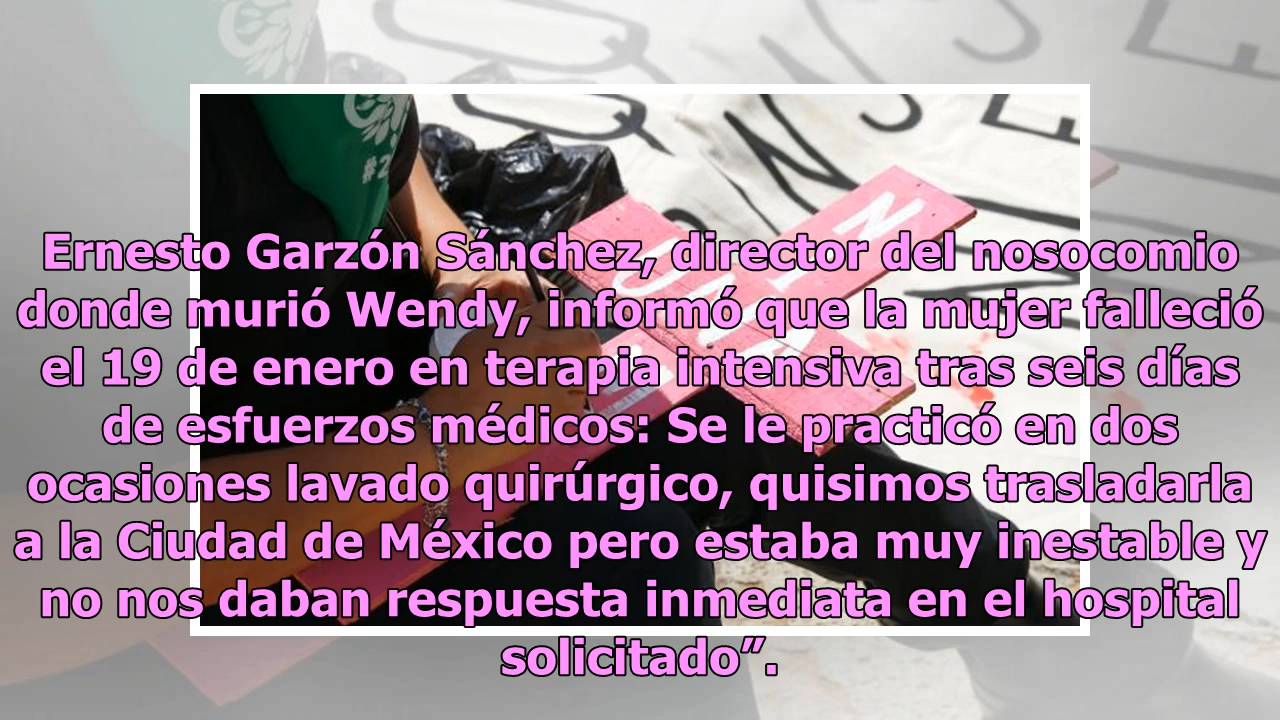 Ernesto Garzón Sánchez, director del nosocomio
donde murió Wendy, informó que la mujer falleció
el 19 de enero en terapia intensiva tras seis días
de esfuerzos médicos: Se le practicó en dos
ocasiones lavado quirúrgico, quisimos trasladarla
a la Ciudad de México pero estaba muy inestable y
no nos daban respuesta inmediata en el hospital
solicitado”.